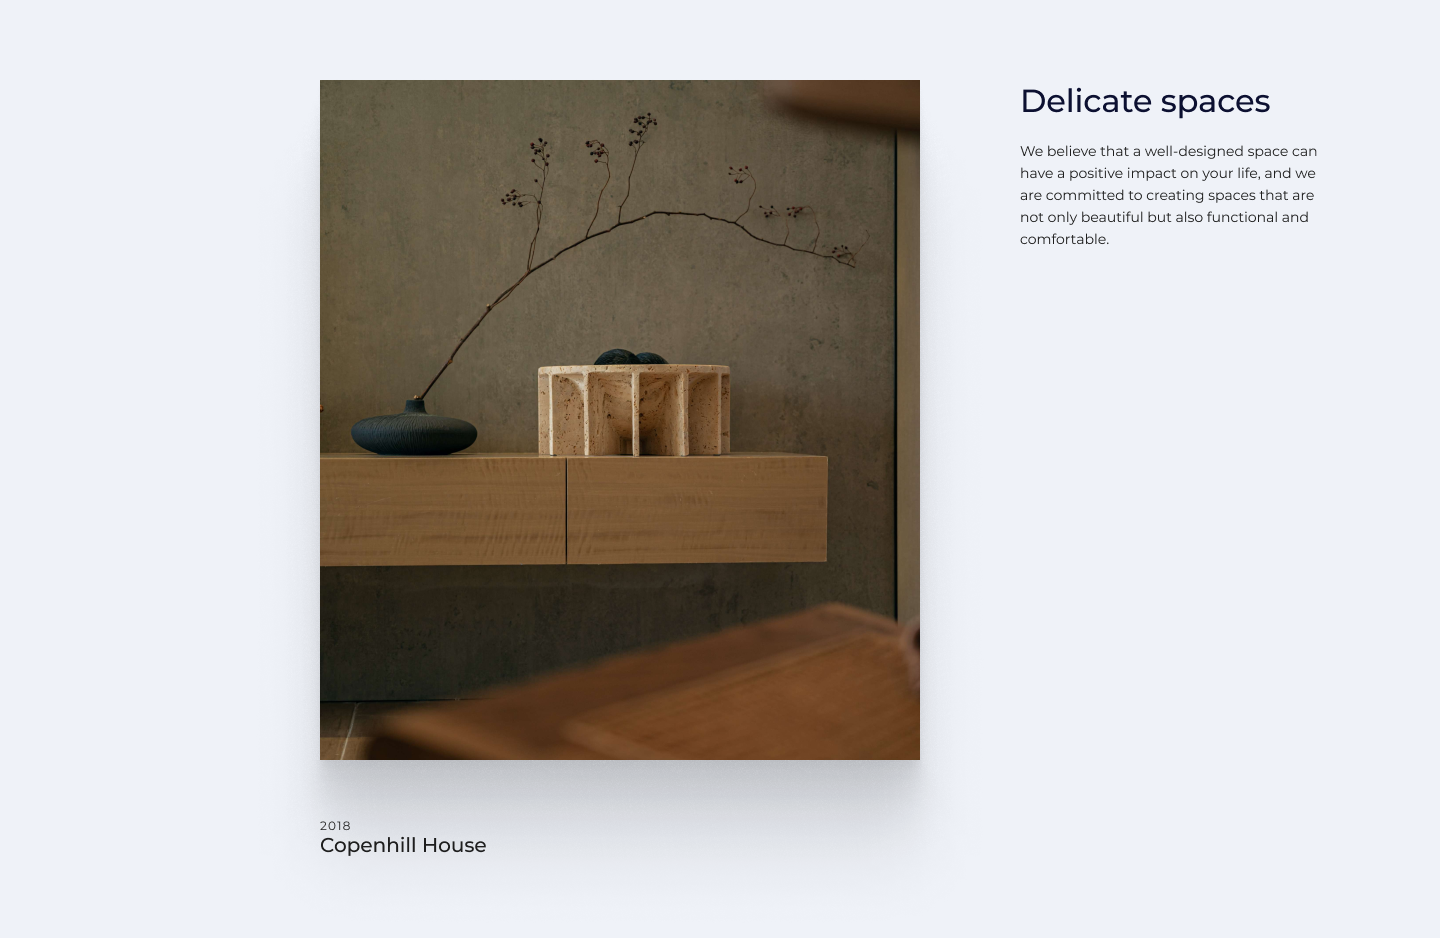 Delicate spaces
We believe that a well-designed space can
have a positive impact on your life, and we
are committed to creating spaces that are
not only beautiful but also functional and
comfortable.
2018
Copenhill House